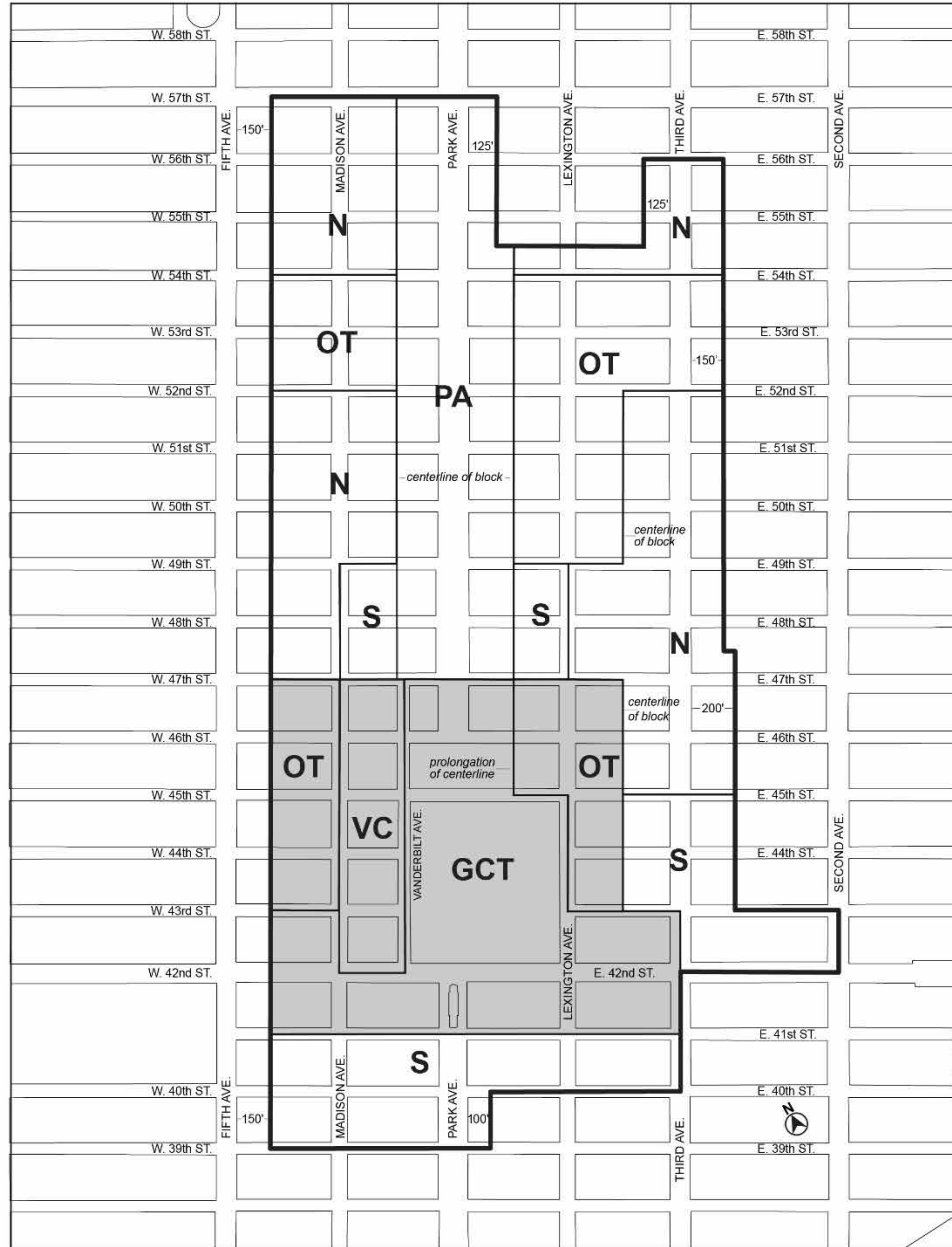 W. 58th ST.
E. 58th ST.
W. 57th ST.
E. 57th ST.
FIFTH AVE.
150'
MADISON AVE.
PARK AVE.
125'
LEXINGTON AVE.
THIRD AVE.
SECOND AVE.
W. 56th ST.
E. 56th ST.
125'
W. 55th ST.
N
N
E. 55th ST.
W. 54th ST.
E. 54th ST.
W. 53rd ST.
E. 53rd ST.
OT
OT
150'
W. 52nd ST.
PA
E. 52nd ST.
W. 51st ST.
E. 51st ST.
N
centerline of block
W. 50th ST.
E. 50th ST.
centerline
of block
W. 49th ST.
E. 49th ST.
S
S
W. 48th ST.
E. 48th ST.
N
W. 47th ST.
E. 47th ST.
centerline
of block
200'
W. 46th ST.
E. 46th ST.
OT
prolongation
of centerline
OT
W. 45th ST.
E. 45th ST.
VC
VANDERBILT AVE.
SECOND AVE.
W. 44th ST.
GCT
S
E. 44th ST.
W. 43rd ST.
LEXINGTON AVE.
W. 42nd ST.
E. 42nd ST.
E. 41st ST.
S
W. 40th ST.
E. 40th ST.
FIFTH AVE.
150'
MADISON AVE.
PARK AVE.
100'
THIRD AVE.
N
W. 39th ST.
E. 39th ST.